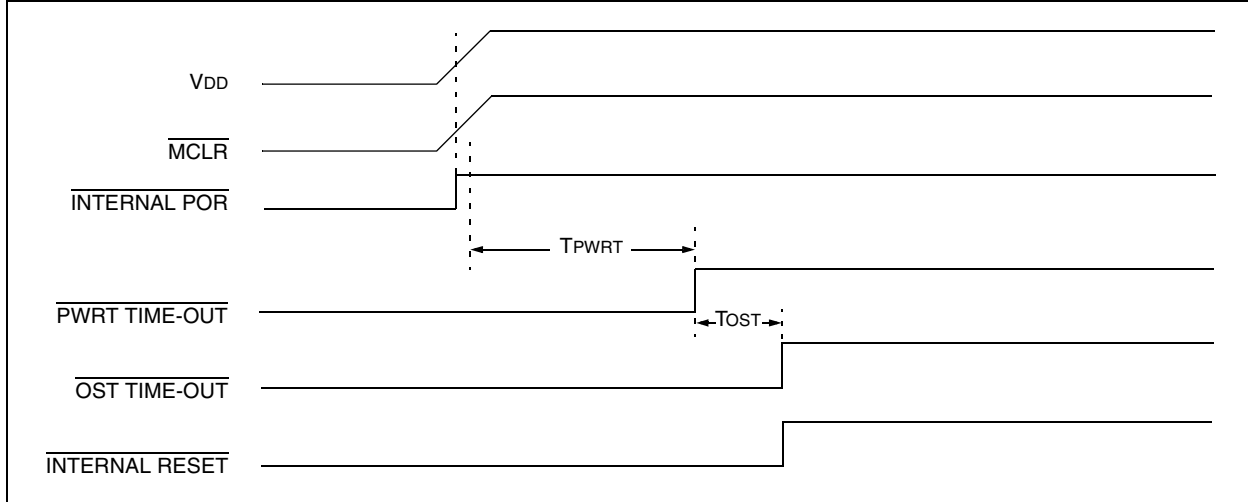 VDD
MCLR
INTERNAL POR
TPWRT
PWRT TIME-OUT
TOST
OST TIME-OUT
INTERNAL RESET